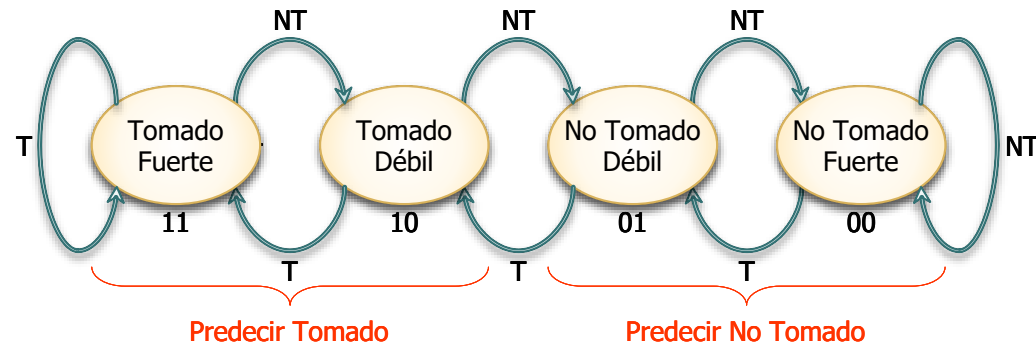 NT
NT
NT
T
Tomado
Fuerte
Tomado
Débil
No Tomado
Débil
No Tomado
Fuerte
NT
11
10
01
00
T
T
T
Predecir Tomado
Predecir No Tomado